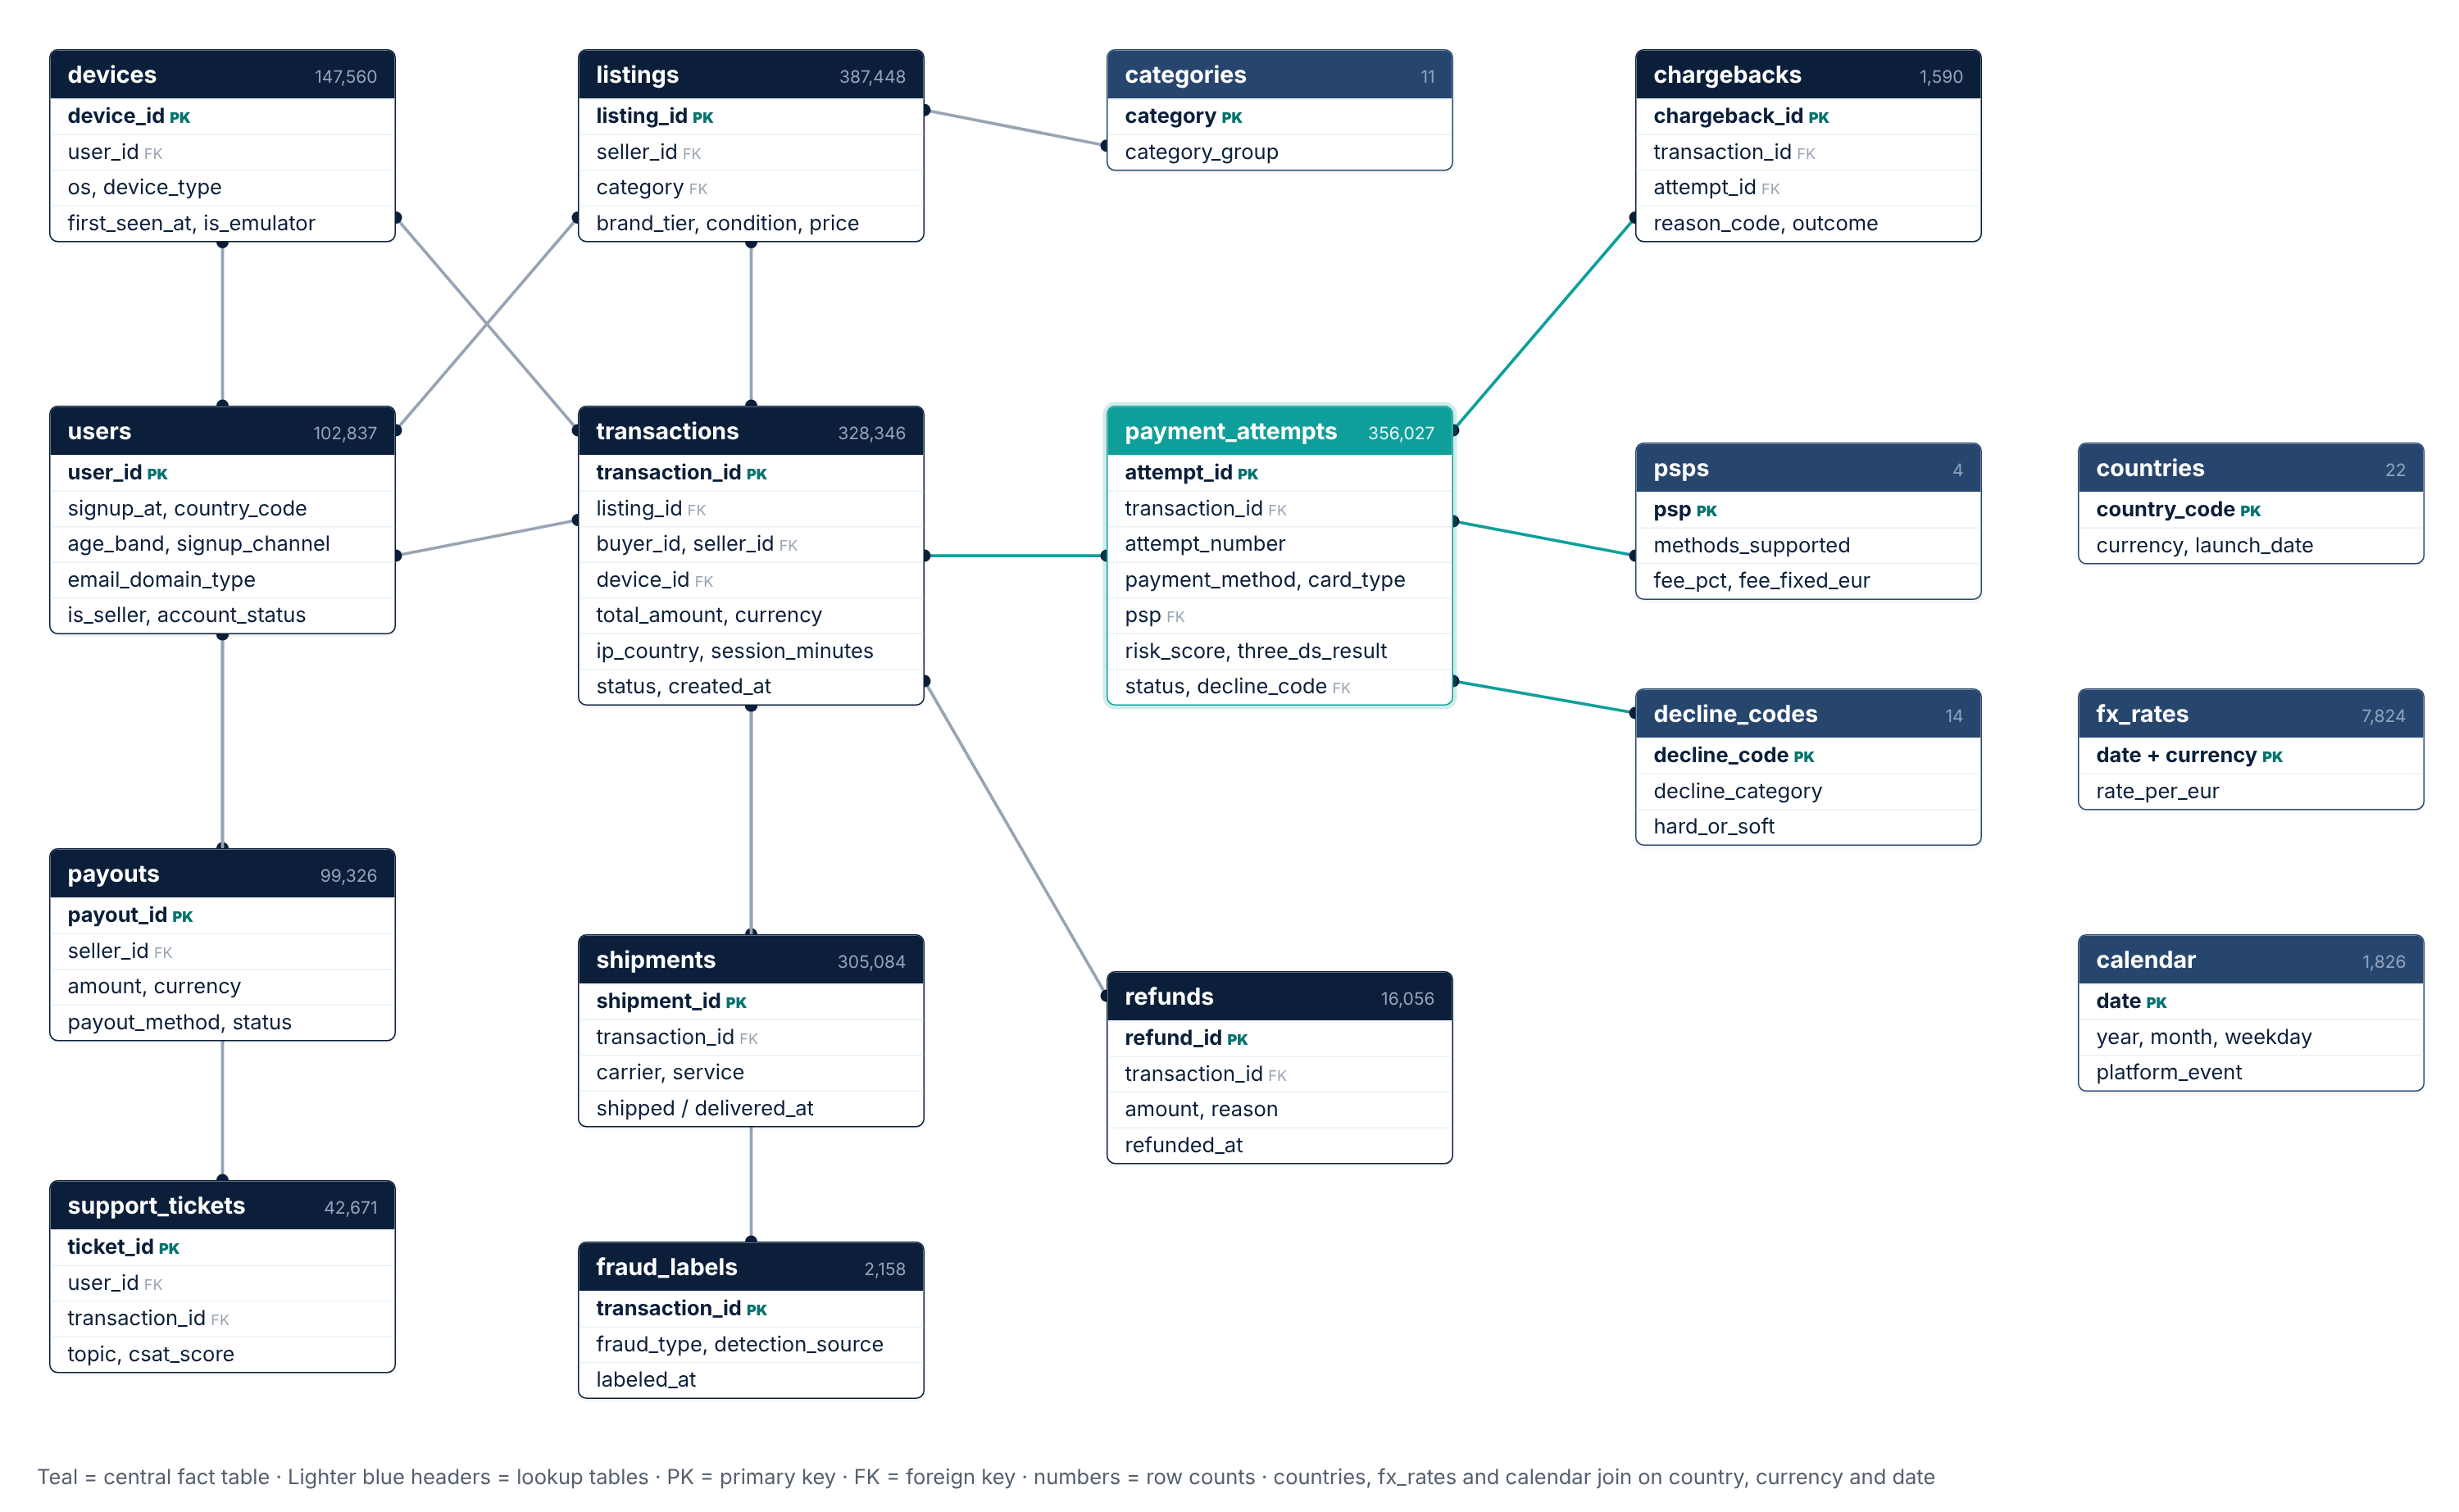 devices 147,560
device_id PK
user_id FK
os, device_type
first_seen_at, is_emulator
listings 387,448
listing_id PK
seller_id FK
category FK
brand_tier, condition, price
categories 11
category PK
category_group
chargebacks 1,590
chargeback_id PK
transaction_id FK
attempt_id FK
reason_code, outcome
users 102,837
user_id PK
signup_at, country_code
age_band, signup_channel
email_domain_type
is_seller, account_status
transactions 328,346
transaction_id PK
listing_id FK
buyer_id, seller_id FK
device_id FK
total_amount, currency
ip_country, session_minutes
status, created_at
payment_attempts 356,027
attempt_id PK
transaction_id FK
attempt_number
payment_method, card_type
psp FK
risk_score, three_ds_result
status, decline_code FK
psps 4
psp PK
methods_supported
fee_pct, fee_fixed_eur
countries 22
country_code PK
currency, launch_date
decline_codes 14
decline_code PK
decline_category
hard_or_soft
fx_rates 7,824
date + currency PK
rate_per_eur
payouts 99,326
payout_id PK
seller_id FK
amount, currency
payout_method, status
shipments 305,084
shipment_id PK
transaction_id FK
carrier, service
shipped / delivered_at
refunds 16,056
refund_id PK
transaction_id FK
amount, reason
refunded_at
calendar 1,826
date PK
year, month, weekday
platform_event
support_tickets 42,671
ticket_id PK
user_id FK
transaction_id FK
topic, csat_score
fraud_labels 2,158
transaction_id PK
fraud_type, detection_source
labeled_at
Teal = central fact table · Lighter blue headers = lookup tables · PK = primary key · FK = foreign key · numbers = row counts · countries, fx_rates and calendar join on country, currency and date